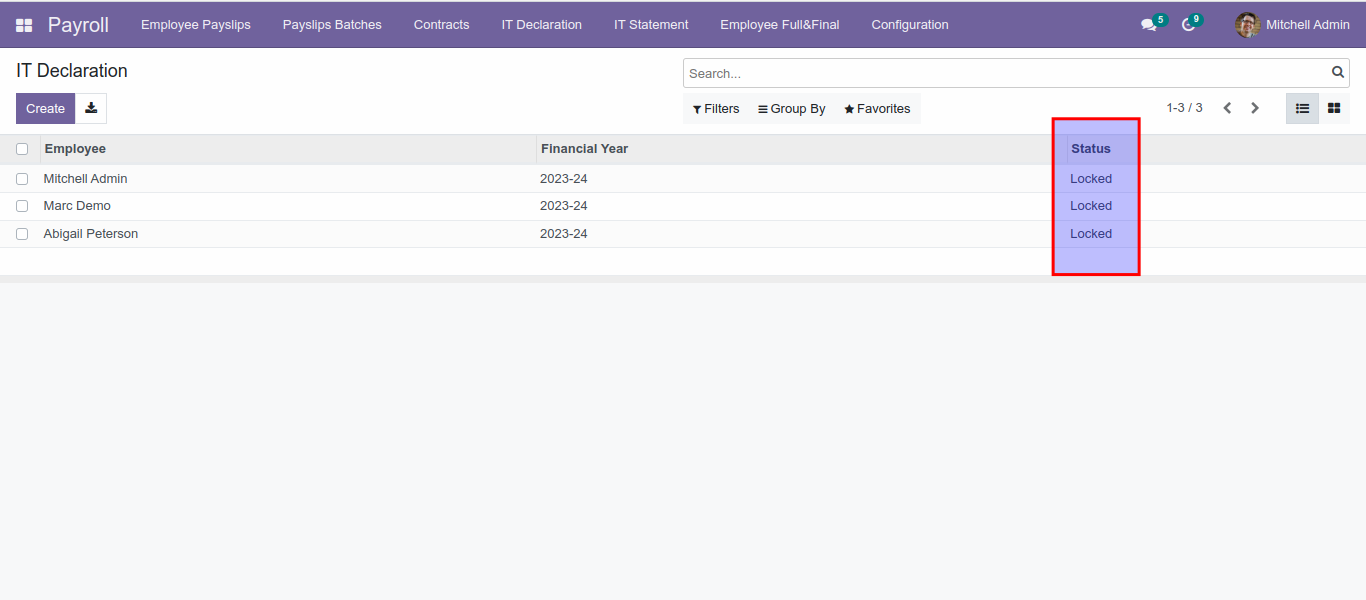 Payroll Employee Payslips Payslips Batches Contracts IT Declaration IT Statement Employee Full&Final Configuration 5 9 Mitchell Admin
IT Declaration
Search...
Create Filters Group By Favorites 1-3 / 3
Employee Financial Year Status
Mitchell Admin 2023-24 Locked
Marc Demo 2023-24 Locked
Abigail Peterson 2023-24 Locked